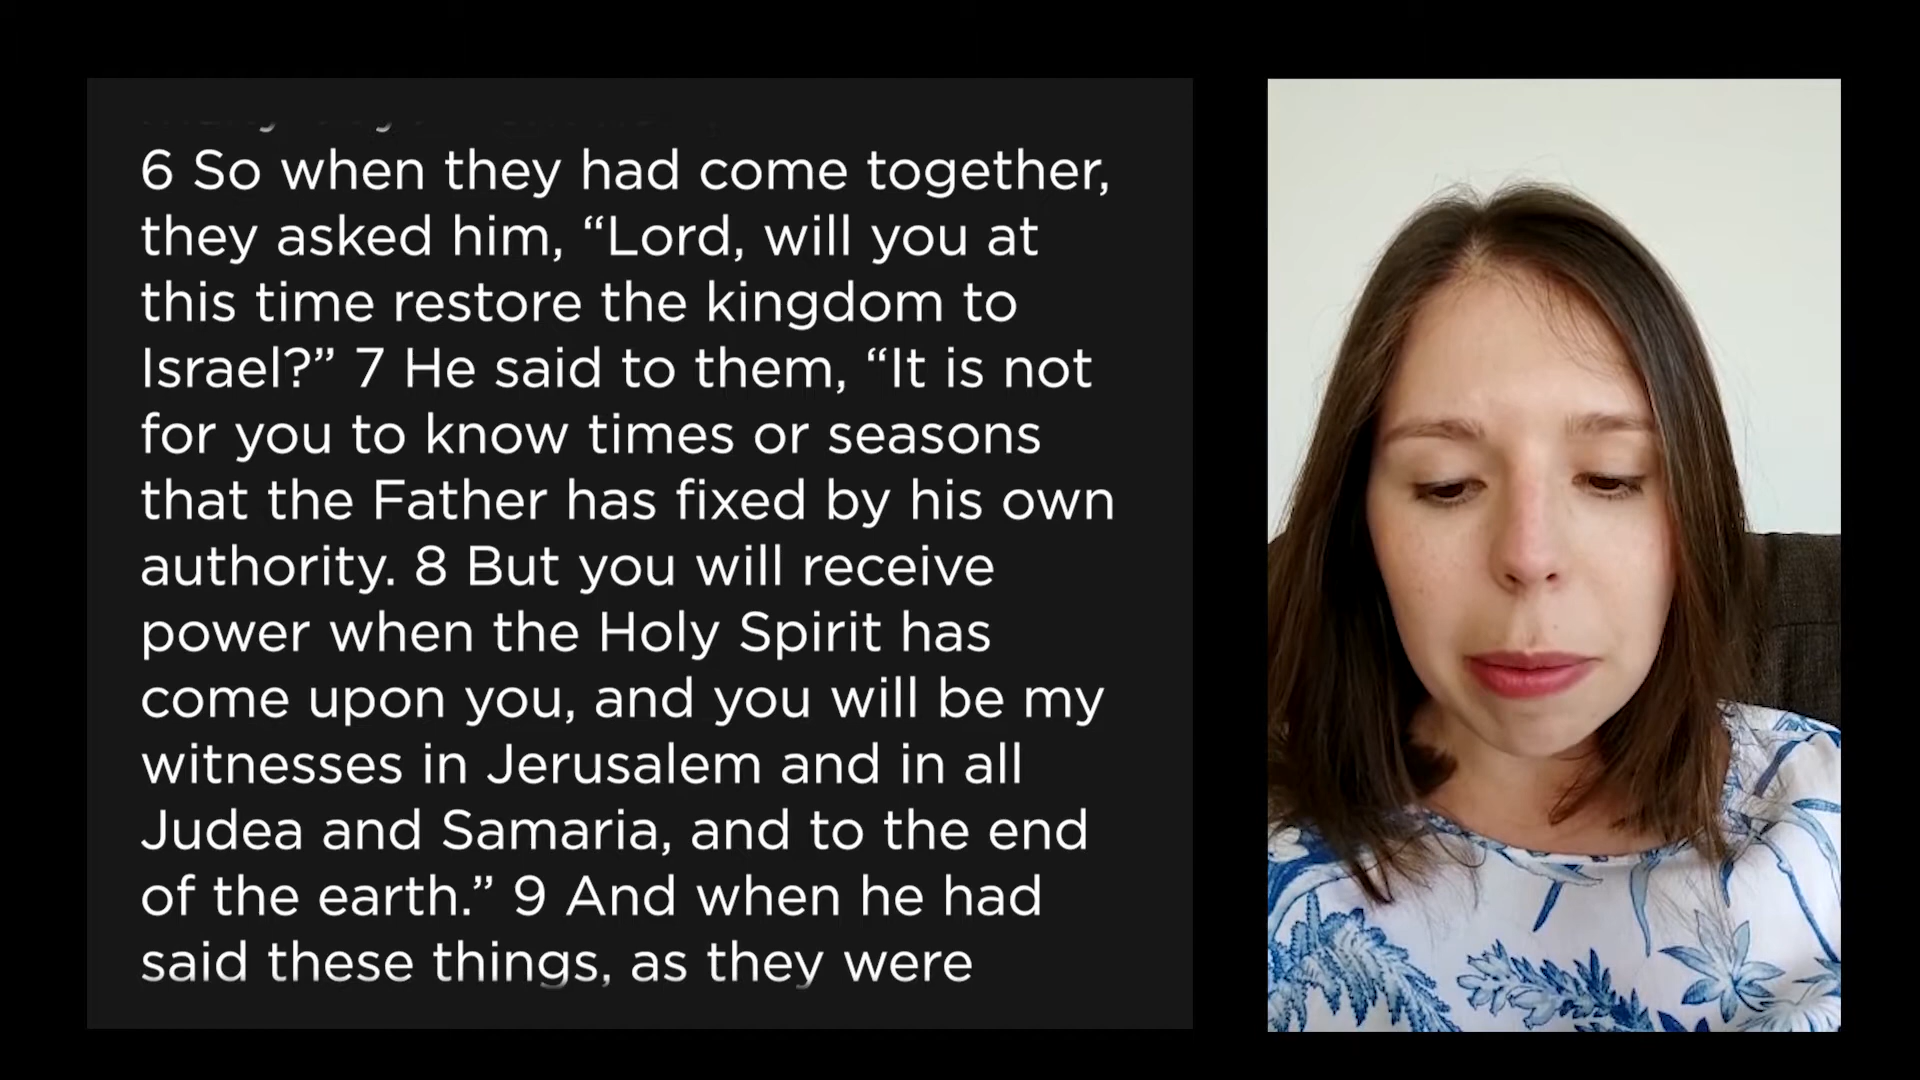 6 So when they had come together,
they asked him, “Lord, will you at
this time restore the kingdom to
Israel?” 7 He said to them, “It is not
for you to know times or seasons
that the Father has fixed by his own
authority. 8 But you will receive
power when the Holy Spirit has
come upon you, and you will be my
witnesses in Jerusalem and in all
Judea and Samaria, and to the end
of the earth.” 9 And when he had
said these things, as they were